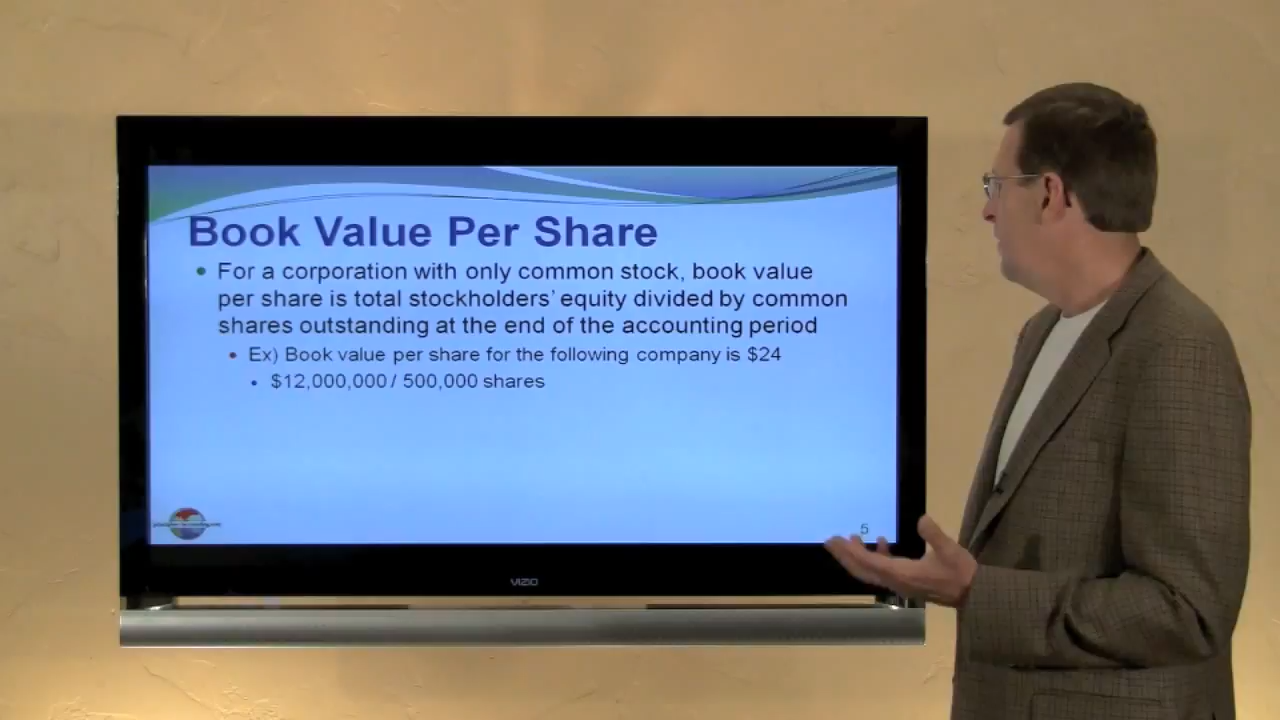 Book Value Per Share
• For a corporation with only common stock, book value
per share is total stockholders' equity divided by common
shares outstanding at the end of the accounting period
• Ex) Book value per share for the following company is $24
• $12,000,000 / 500,000 shares
5
VIZIO